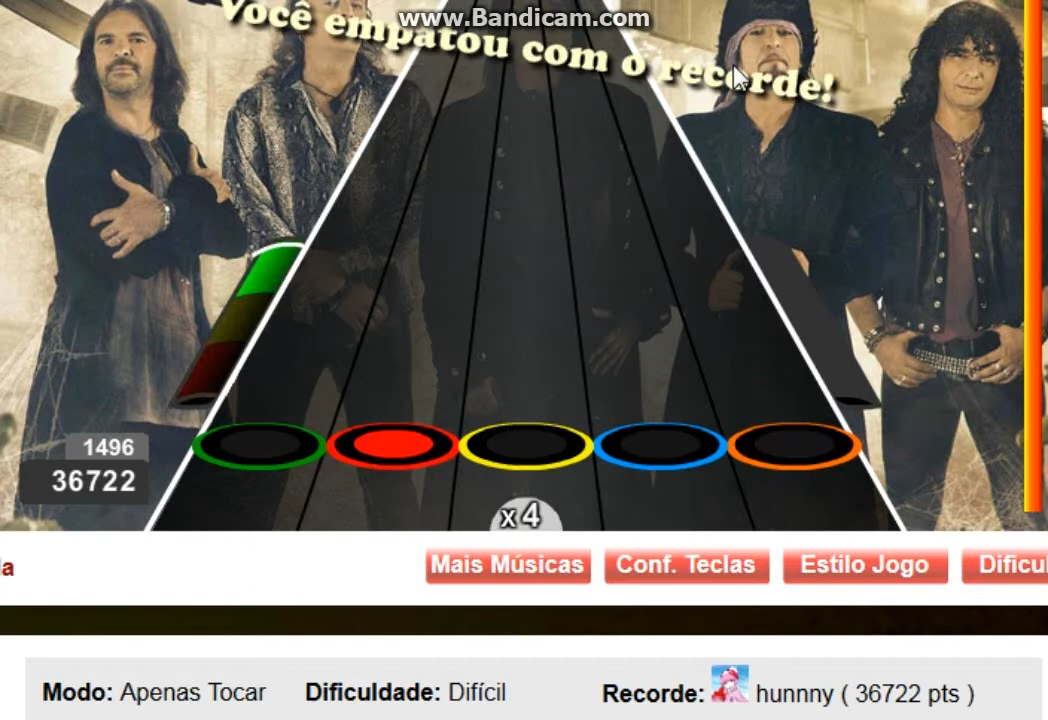 www.Bandicam.com
Você empatou com o recorde!
1496
36722
x4
a
Mais Músicas
Conf. Teclas
Estilo Jogo
Dificu
Modo: Apenas Tocar
Dificuldade: Difícil
Recorde: hunnny ( 36722 pts )